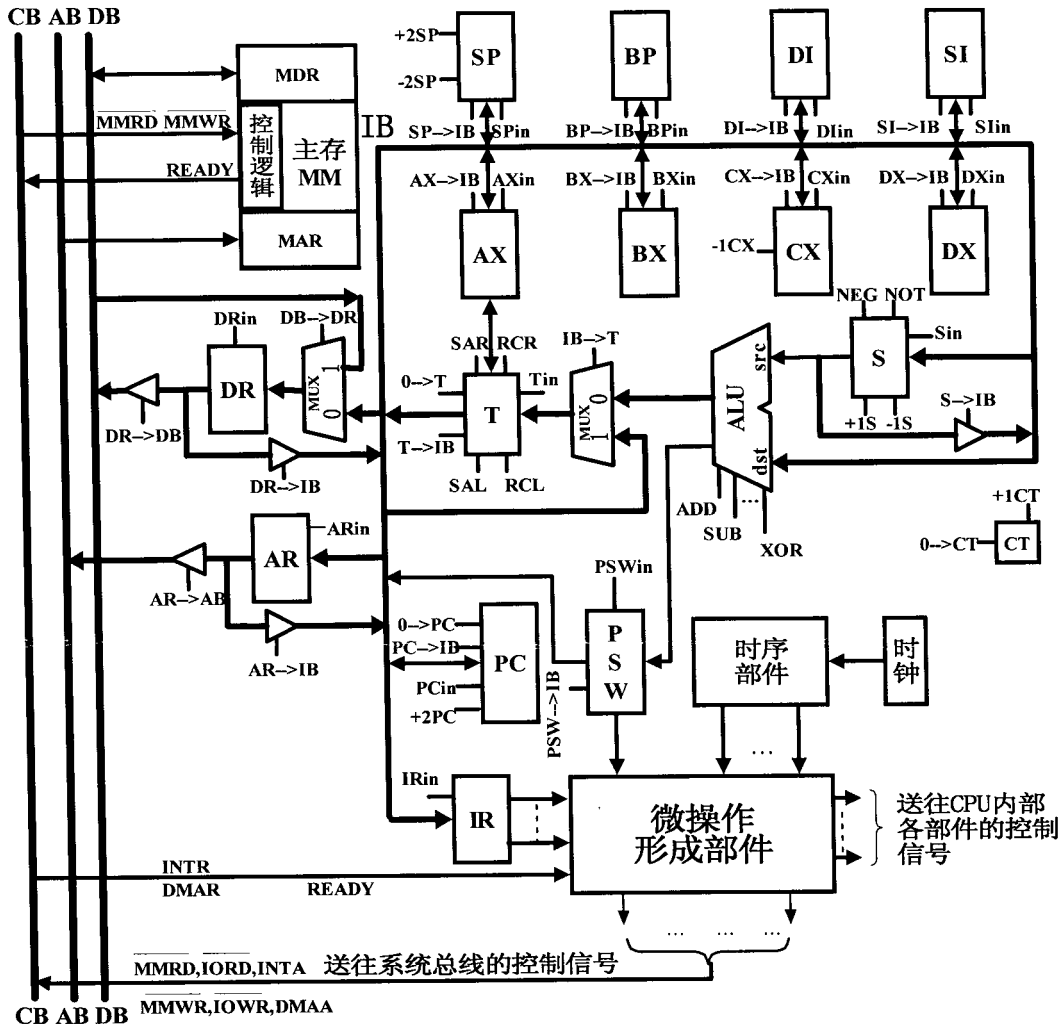 CB AB DB
MDR
MMRD MMWR
控制逻辑
主存
MM
READY
MAR
IB
+2SP
-2SP
SP
BP
DI
SI
SP-->IB SPin
BP-->IB BPin
DI-->IB DIin
SI-->IB SIin
AX-->IB AXin
BX-->IB BXin
CX-->IB CXin
DX-->IB DXin
AX
BX
-1CX
CX
DX
DRin
DB-->DR
DR
MUX
1
0
DR-->DB
DR-->IB
SAR RCR
0-->T
Tin
T
T-->IB
SAL RCL
IB-->T
MUX
0
1
ALU
src
dst
ADD
SUB
...
XOR
NEG NOT
Sin
S
+1S -1S
S-->IB
+1CT
0-->CT
CT
ARin
AR
AR-->AB
AR-->IB
0-->PC
PC-->IB
PCin
+2PC
PC
PSWin
PSW
PSW-->IB
时序
部件
时钟
...
IRin
IR
微操作
形成部件
送往CPU内部
各部件的控制
信号
INTR
DMAR READY
... ... ...
MMRD,IORD,INTA 送往系统总线的控制信号
MMWR,IOWR,DMAA
CB AB DB